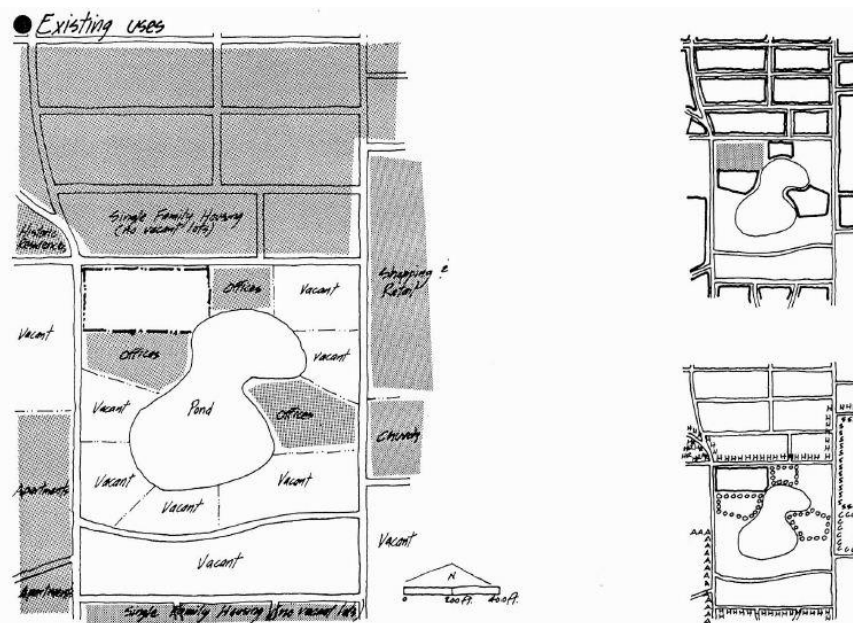 Existing uses
Single Family Housing
(no vacant lots)
Historic
Residences
Shopping &
Retail
Offices
Vacant
Vacant
Offices
Vacant
Vacant
Pond
Offices
Church
Apartments
Vacant
Vacant
Vacant
Vacant
Vacant
Apartments
N
0 200ft. 400ft.
Single Family Housing (no vacant lots)